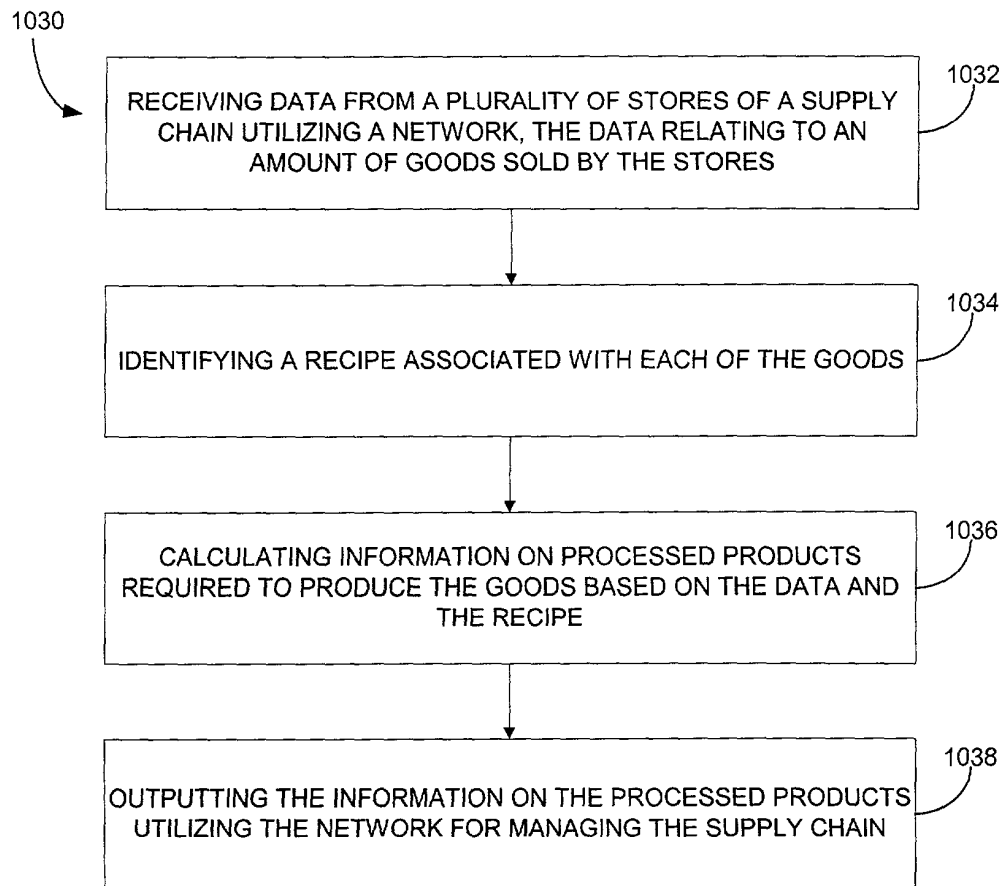 1030
1032
RECEIVING DATA FROM A PLURALITY OF STORES OF A SUPPLY
CHAIN UTILIZING A NETWORK, THE DATA RELATING TO AN
AMOUNT OF GOODS SOLD BY THE STORES
1034
IDENTIFYING A RECIPE ASSOCIATED WITH EACH OF THE GOODS
1036
CALCULATING INFORMATION ON PROCESSED PRODUCTS
REQUIRED TO PRODUCE THE GOODS BASED ON THE DATA AND
THE RECIPE
1038
OUTPUTTING THE INFORMATION ON THE PROCESSED PRODUCTS
UTILIZING THE NETWORK FOR MANAGING THE SUPPLY CHAIN